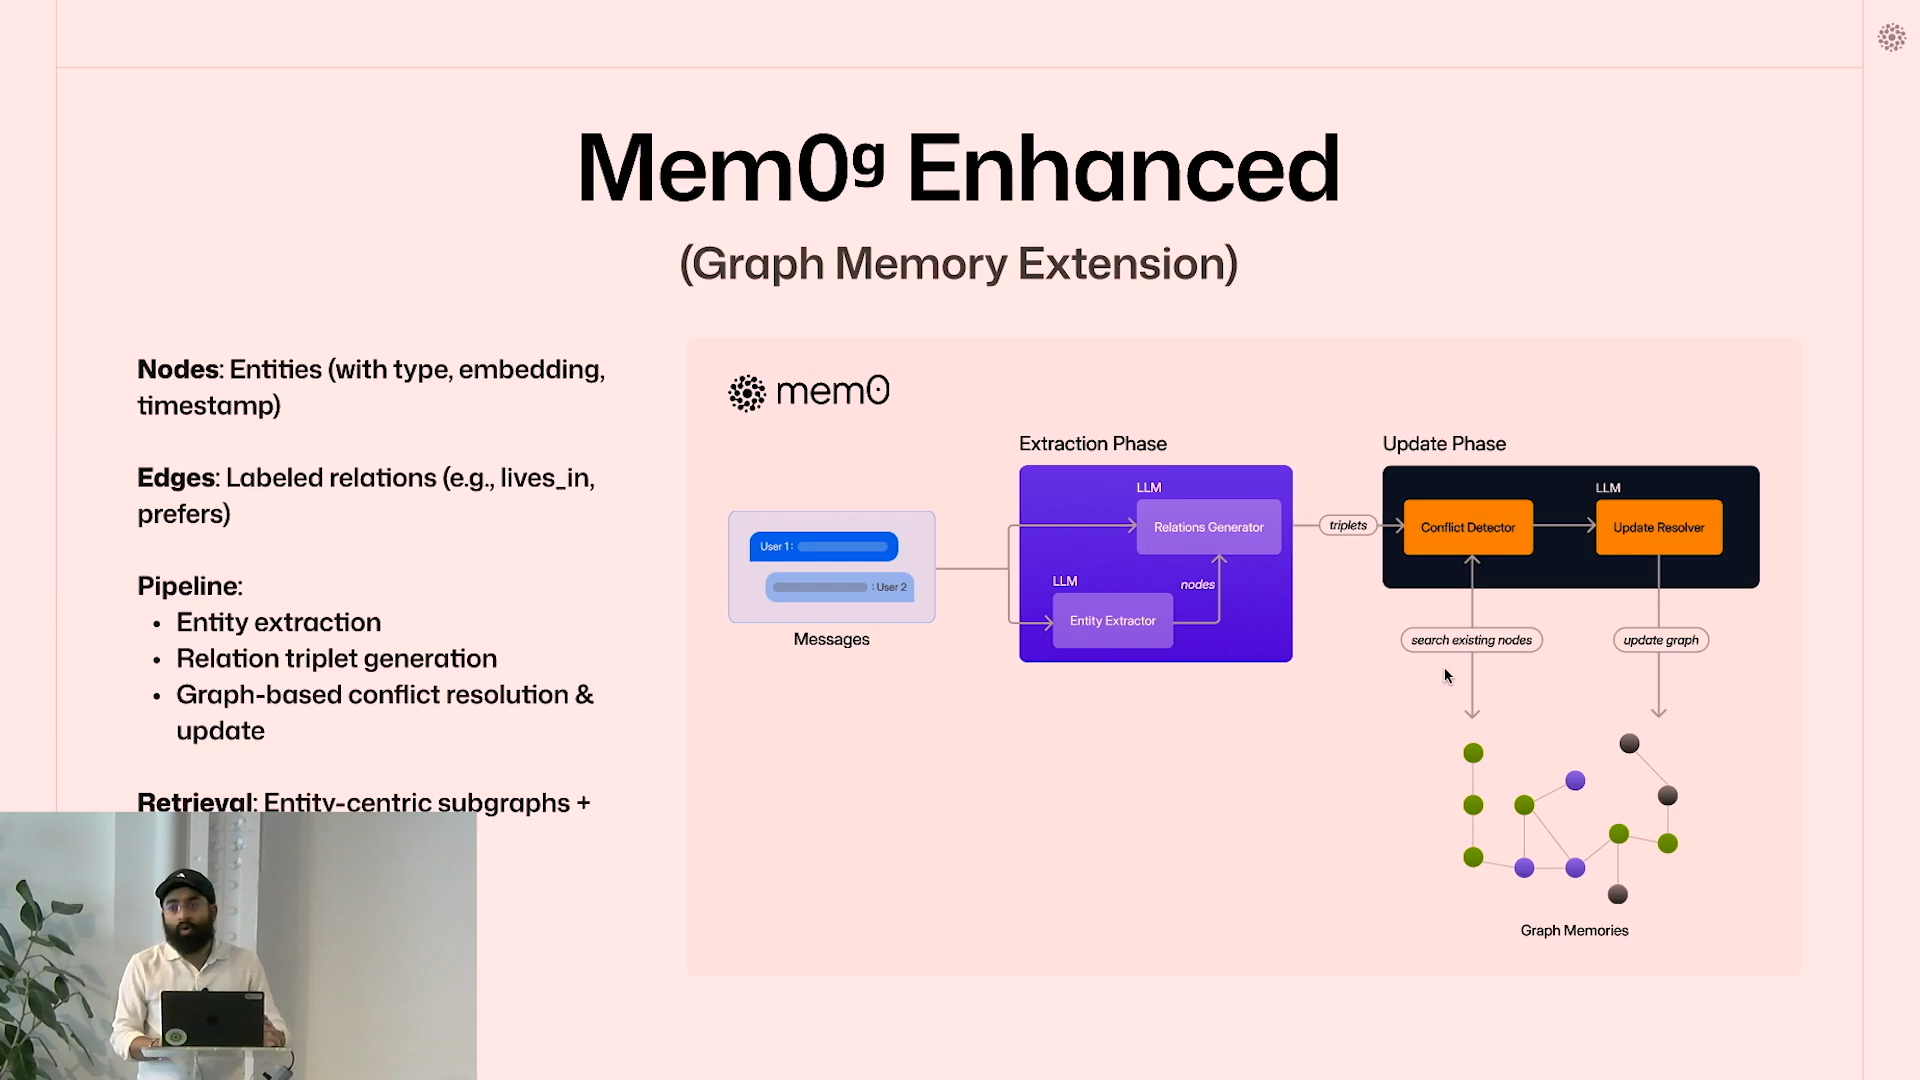 Mem0ᵍ Enhanced
(Graph Memory Extension)
Nodes: Entities (with type, embedding,
timestamp)
Edges: Labeled relations (e.g., lives_in,
prefers)
Pipeline:
• Entity extraction
• Relation triplet generation
• Graph-based conflict resolution &
update
Retrieval: Entity-centric subgraphs +
mem0
Extraction Phase
Update Phase
User 1:
: User 2
Messages
LLM
Relations Generator
LLM
Entity Extractor
nodes
triplets
Conflict Detector
LLM
Update Resolver
search existing nodes
update graph
Graph Memories